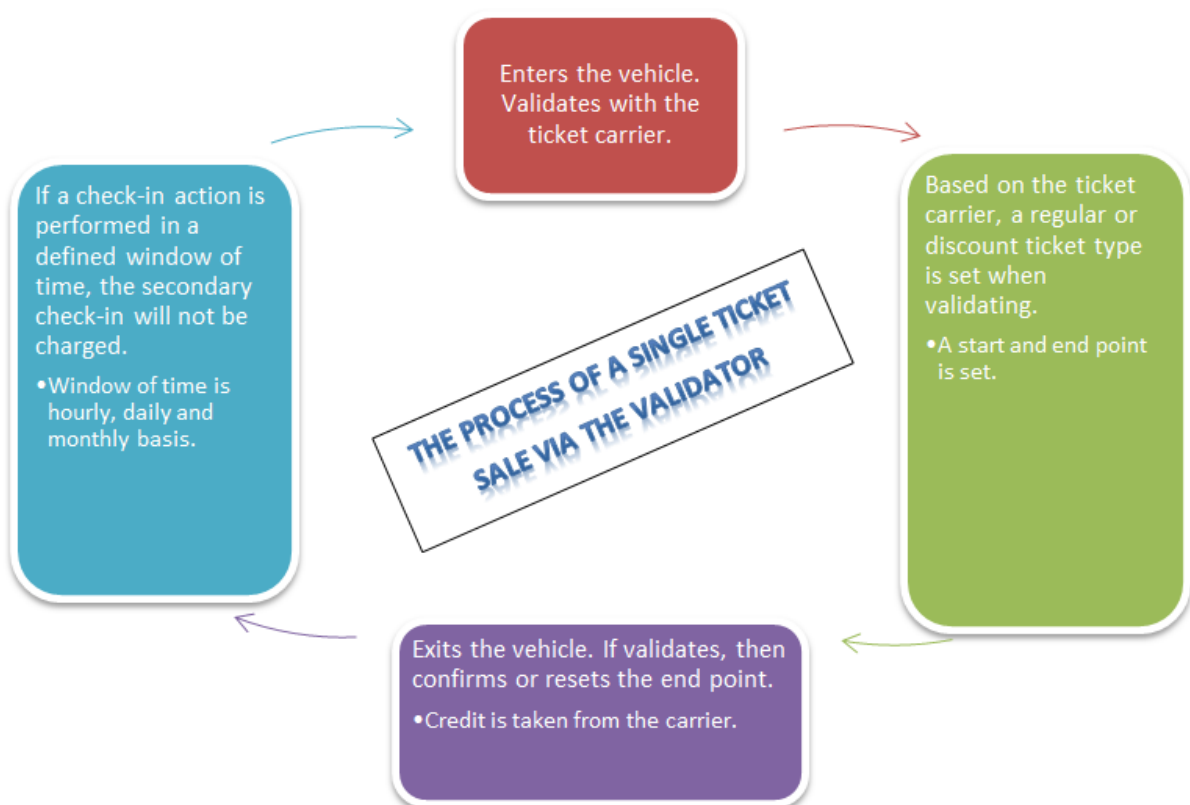 Enters the vehicle.
Validates with the
ticket carrier.
Based on the ticket
carrier, a regular or
discount ticket type
is set when
validating.
•A start and end point
is set.
Exits the vehicle. If validates, then
confirms or resets the end point.
•Credit is taken from the carrier.
If a check-in action is
performed in a
defined window of
time, the secondary
check-in will not be
charged.
•Window of time is
hourly, daily and
monthly basis.
THE PROCESS OF A SINGLE TICKET
SALE VIA THE VALIDATOR